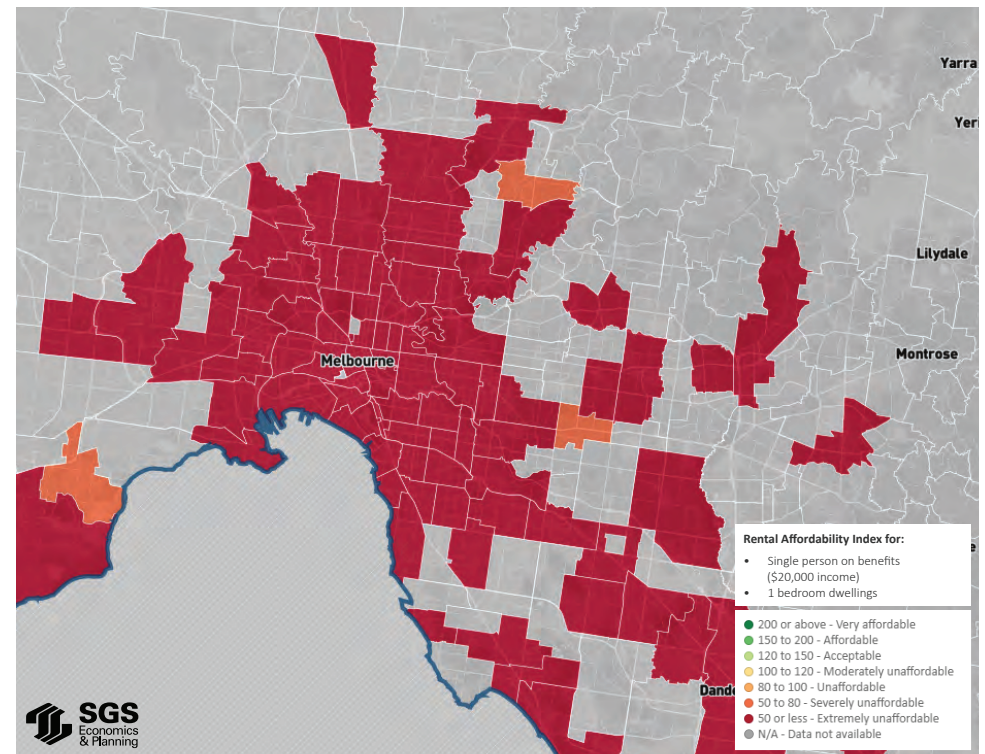 Yarra
Lilydale
Montrose
Melbourne
Rental Affordability Index for:
• Single person on benefits
($20,000 income)
• 1 bedroom dwellings
200 or above - Very affordable
150 to 200 - Affordable
120 to 150 - Acceptable
100 to 120 - Moderately unaffordable
80 to 100 - Unaffordable
50 to 80 - Severely unaffordable
50 or less - Extremely unaffordable
N/A - Data not available
SGS
Economics
& Planning